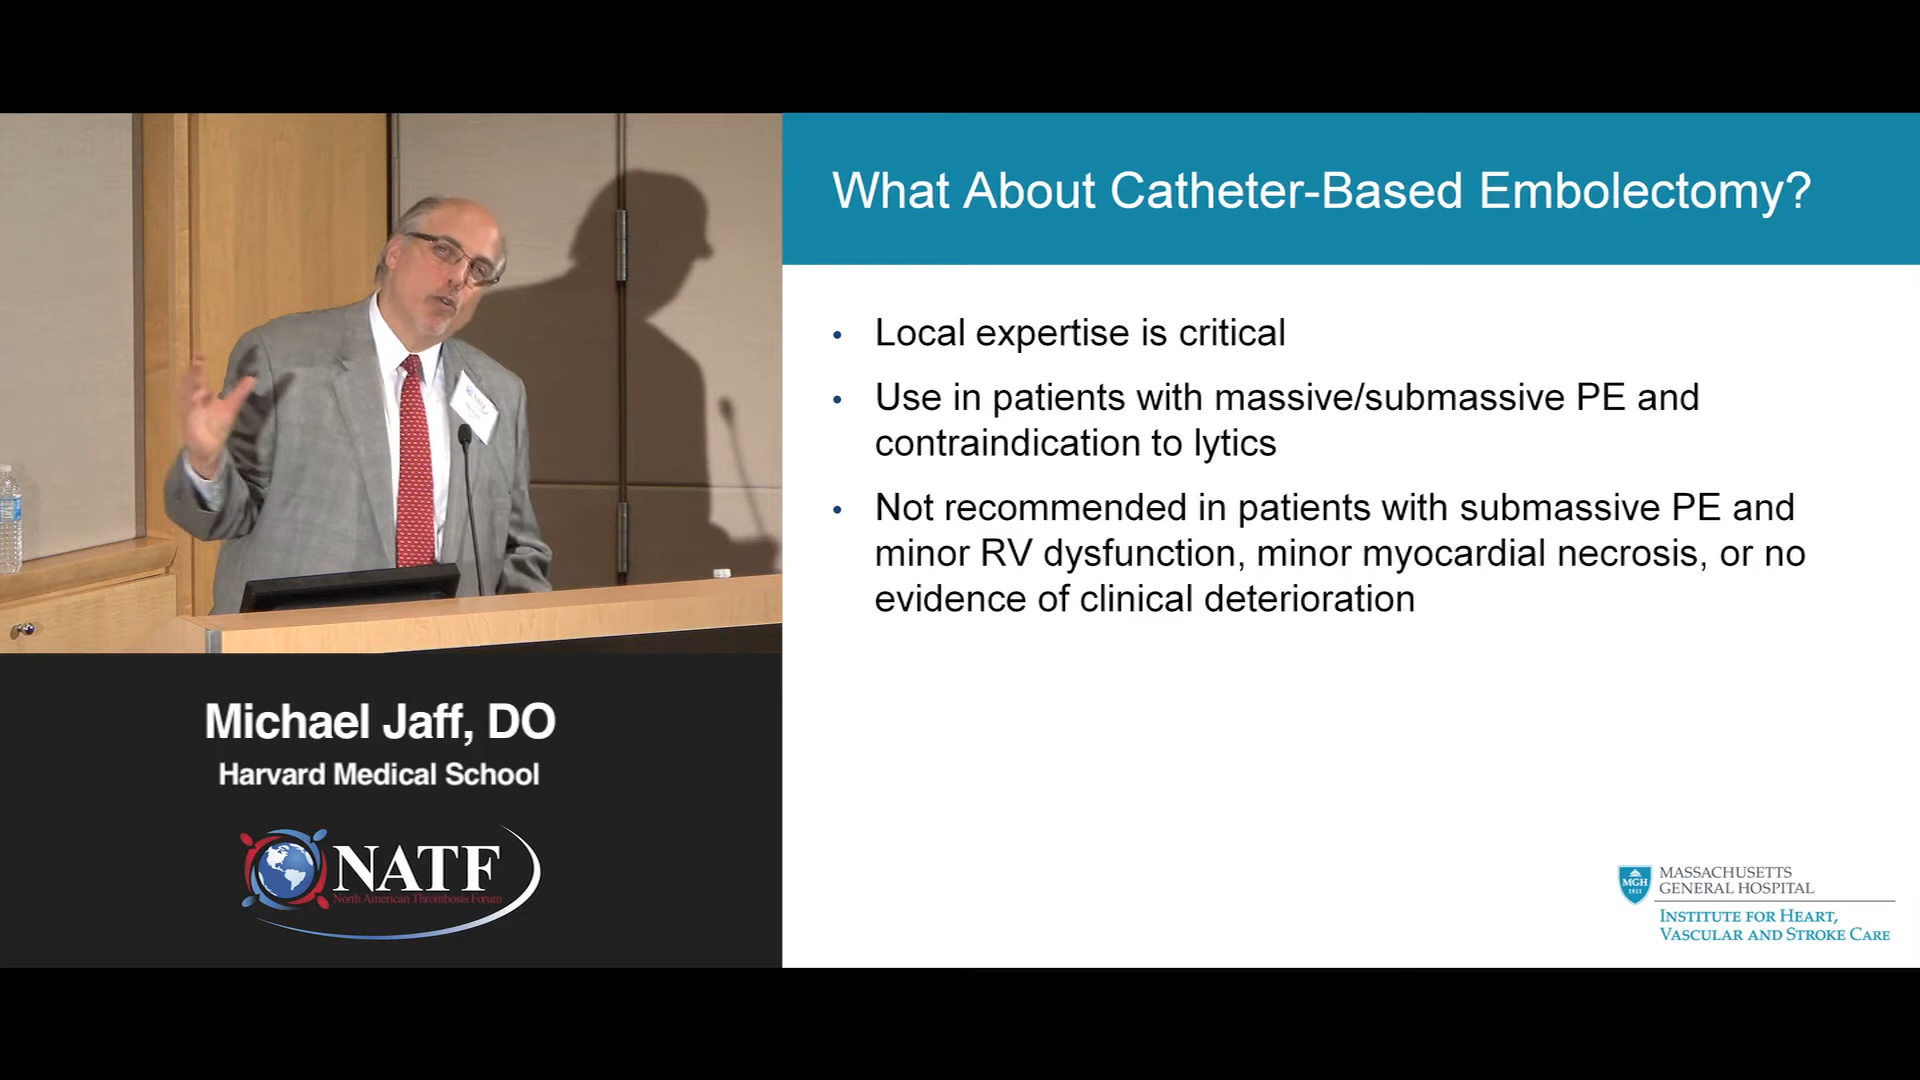 What About Catheter-Based Embolectomy?
• Local expertise is critical
• Use in patients with massive/submassive PE and
contraindication to lytics
• Not recommended in patients with submassive PE and
minor RV dysfunction, minor myocardial necrosis, or no
evidence of clinical deterioration
Michael Jaff, DO
Harvard Medical School
NATF
North American Thrombosis Forum
MGH
1811
MASSACHUSETTS
GENERAL HOSPITAL
INSTITUTE FOR HEART,
VASCULAR AND STROKE CARE